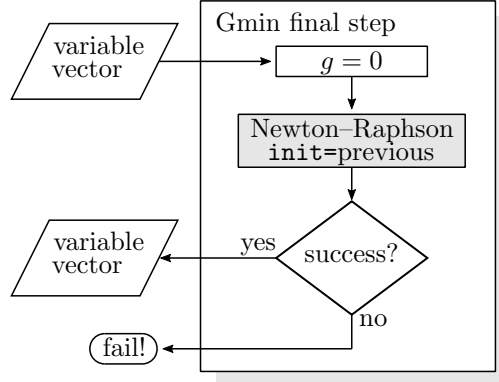 Gmin final step
variable
vector
g = 0
Newton–Raphson
init=previous
success?
yes
variable
vector
no
fail!